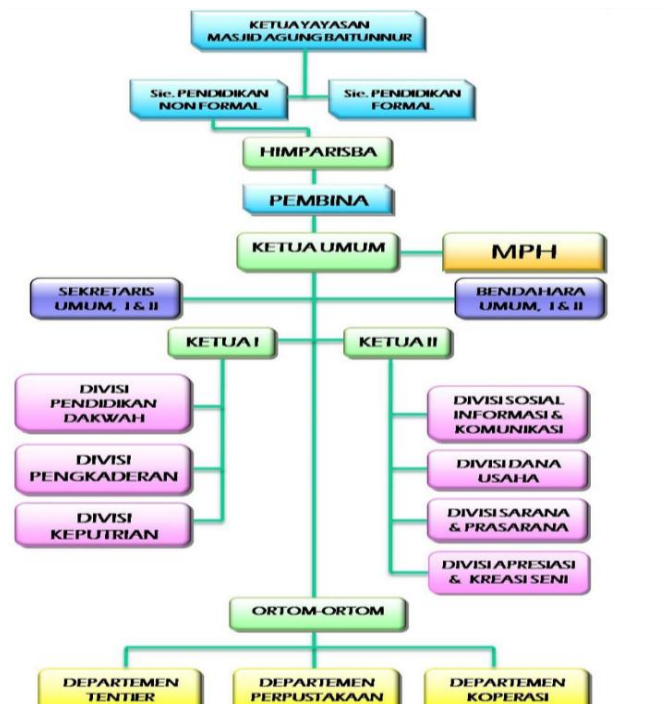 KETUA YAYASAN
MASJID AGUNG BAITUNNUR
Sie. PENDIDIKAN
NON FORMAL
Sie. PENDIDIKAN
FORMAL
HIMPARISBA
PEMBINA
KETUA UMUM
MPH
SEKRETARIS
UMUM, I & II
BENDAHARA
UMUM, I & II
KETUA I
KETUA II
DIVISI
PENDIDIKAN
DAKWAH
DIVISI
PENGKADERAN
DIVISI
KEPUTRIAN
DIVISI SOSIAL
INFORMASI &
KOMUNIKASI
DIVISI DANA
USAHA
DIVISI SARANA
& PRASARANA
DIVISI APRESIASI
& KREASI SENI
ORTOM-ORTOM
DEPARTEMEN
TENTIER
DEPARTEMEN
PERPUSTAKAAN
DEPARTEMEN
KOPERASI